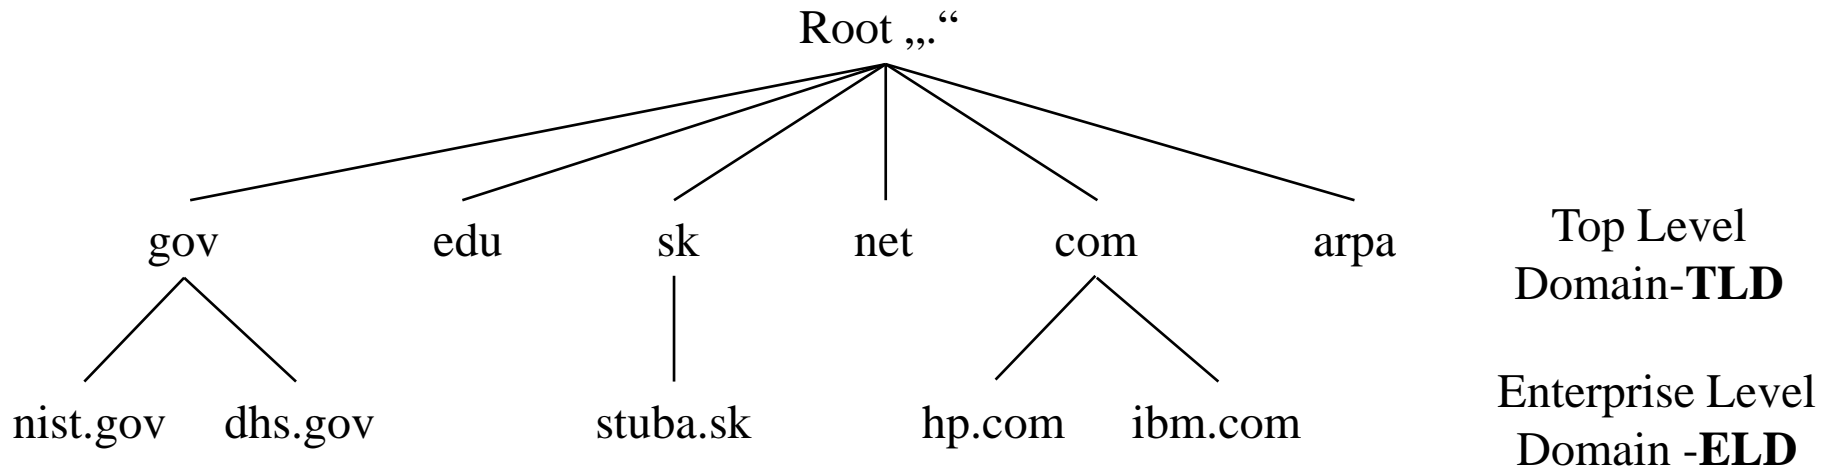 Root „.“
gov edu sk net com arpa
Top Level
Domain-TLD
nist.gov dhs.gov stuba.sk hp.com ibm.com
Enterprise Level
Domain -ELD